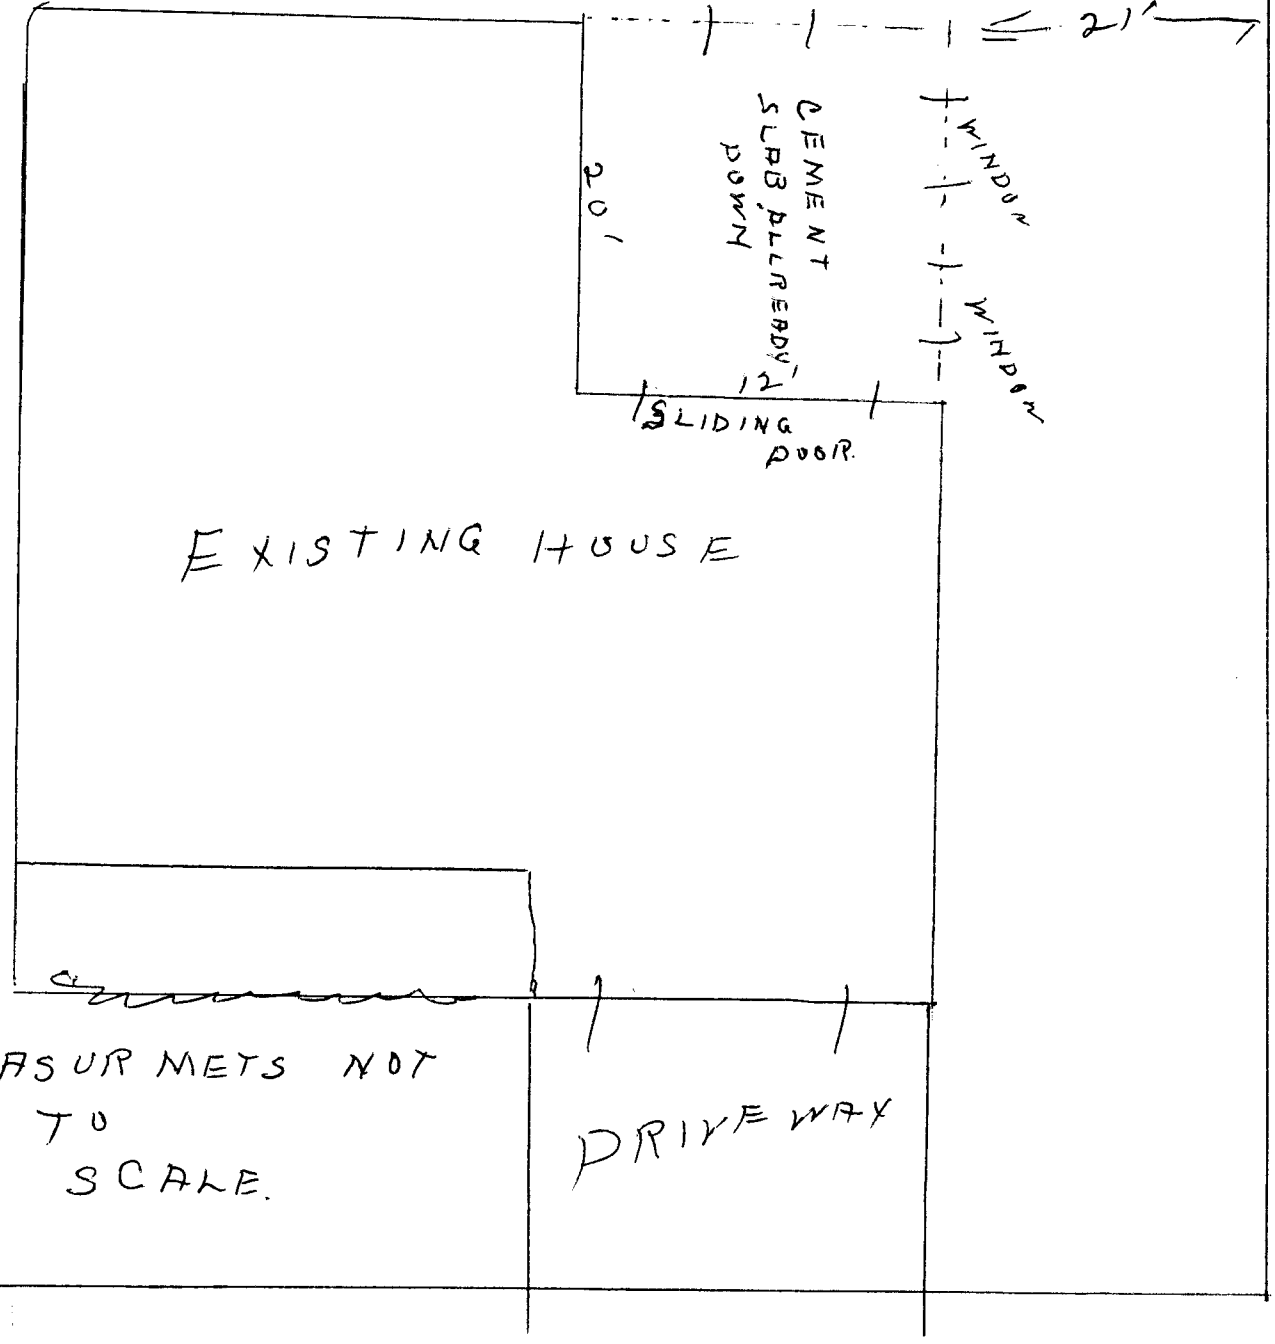 21'
WINDOW
CEMENT
SLAB ALLREADY
DOWN
20'
WINDOW
12'
SLIDING
DOOR.
EXISTING HOUSE
ASURMETS NOT
TO
SCALE.
DRIVEWAY